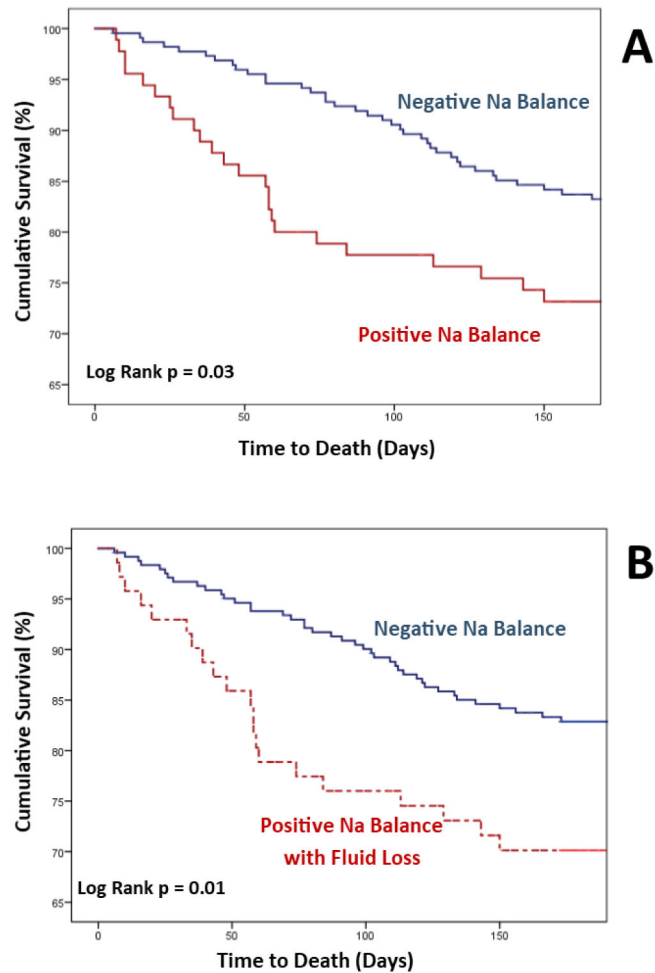 A
100
95
90
85
80
75
70
65
Cumulative Survival (%)
Negative Na Balance
Positive Na Balance
Log Rank p = 0.03
0
50
100
150
Time to Death (Days)
B
100
95
90
85
80
75
70
65
Cumulative Survival (%)
Negative Na Balance
Positive Na Balance
with Fluid Loss
Log Rank p = 0.01
0
50
100
150
Time to Death (Days)